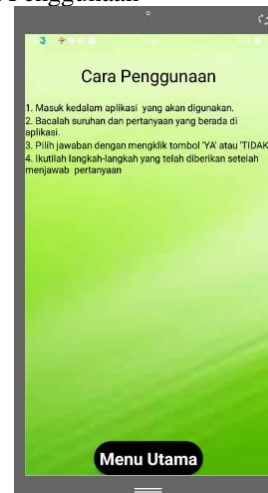 Cara Penggunaan
1. Masuk kedalam aplikasi yang akan digunakan.
2. Bacalah suruhan dan pertanyaan yang berada di
aplikasi.
3. Pilih jawaban dengan mengklik tombol 'YA' atau 'TIDAK
4. Ikutilah langkah-langkah yang telah diberikan setelah
menjawab pertanyaan
Menu Utama